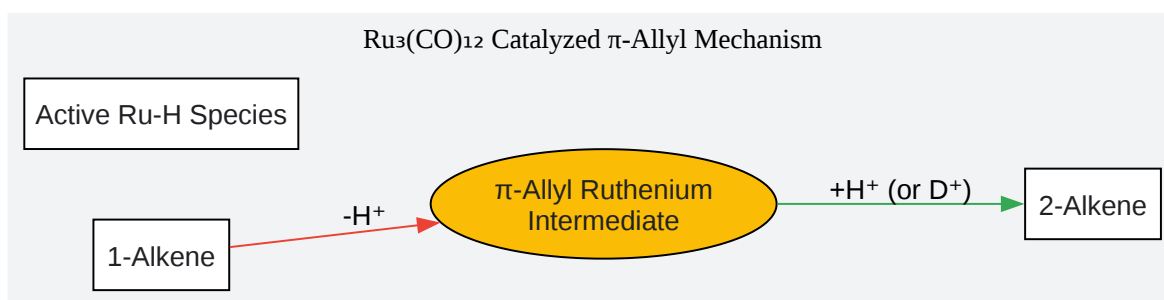 Ru₃(CO)₁₂ Catalyzed π-Allyl Mechanism
Active Ru-H Species
1-Alkene
-H⁺
π-Allyl Ruthenium
Intermediate
+H⁺ (or D⁺)
2-Alkene